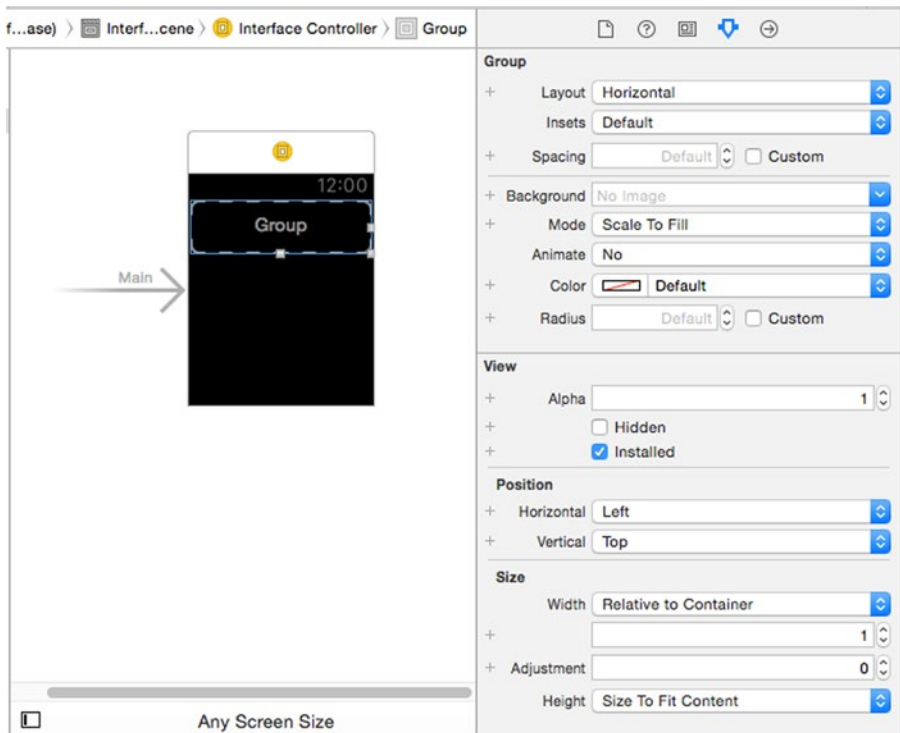 f...ase) Interf...cene Interface Controller Group
12:00
Group
Main
Any Screen Size
Group
Layout Horizontal
Insets Default
Spacing Default Custom
Background No Image
Mode Scale To Fill
Animate No
Color Default
Radius Default Custom
View
Alpha 1
Hidden
Installed
Position
Horizontal Left
Vertical Top
Size
Width Relative to Container
1
Adjustment 0
Height Size To Fit Content